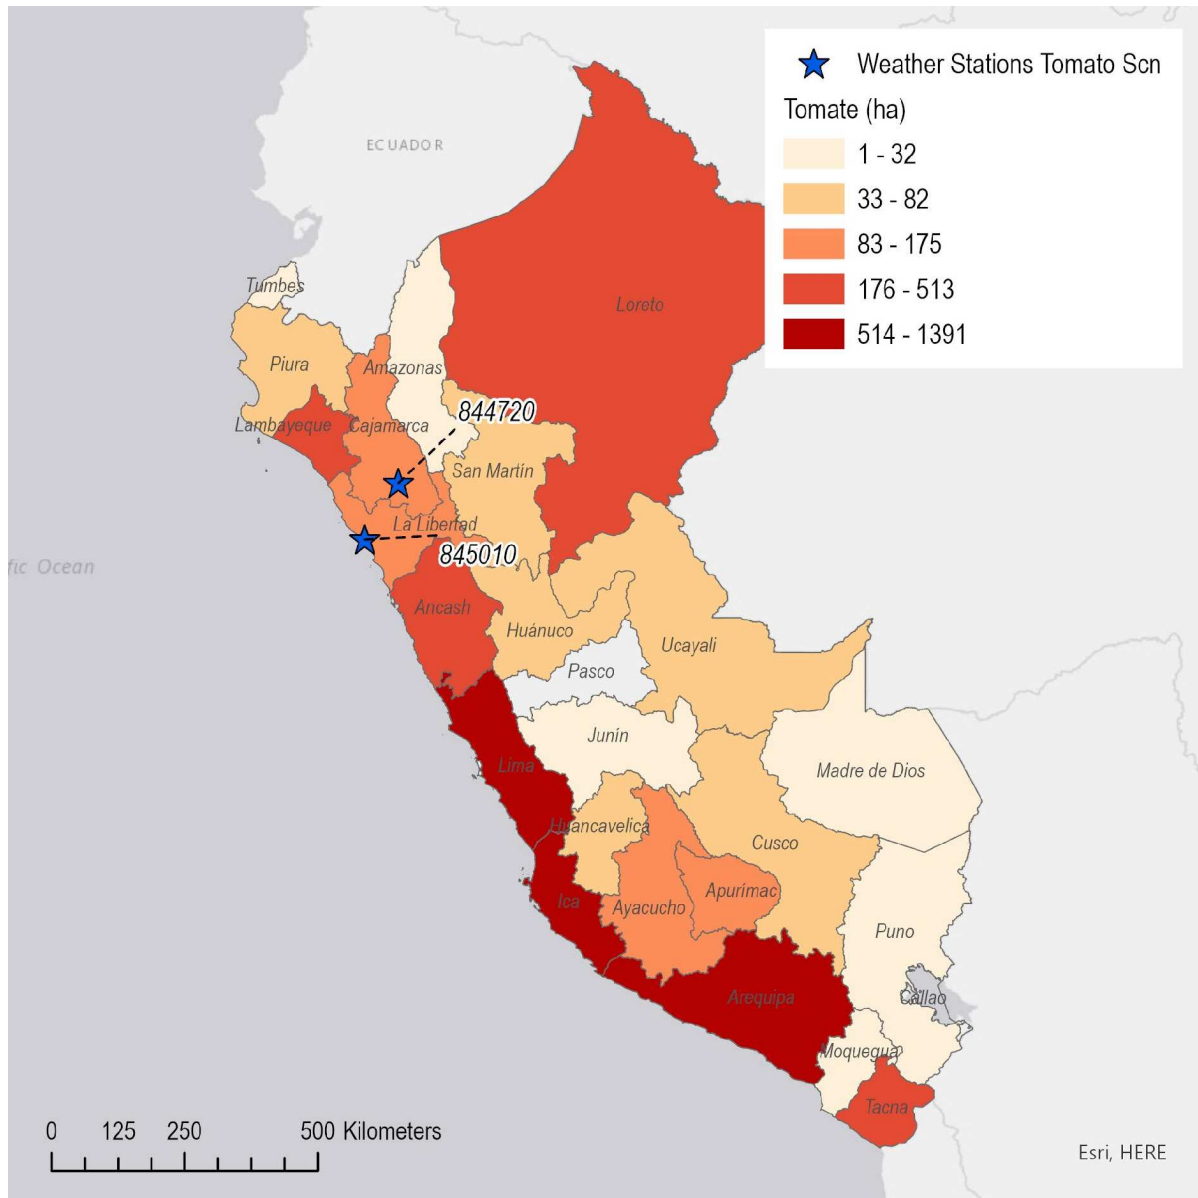 Weather Stations Tomato Scn
Tomate (ha)
1 - 32
33 - 82
83 - 175
176 - 513
514 - 1391
ECUADOR
Tumbes
Loreto
Piura
Amazonas
844720
Lambayeque
Cajamarca
San Martín
La Libertad
845010
fic Ocean
Ancash
Huánuco
Ucayali
Pasco
Junín
Lima
Madre de Dios
Huancavelica
Cusco
Apurímac
Ica
Ayacucho
Puno
Arequipa
Callao
Moquegua
Tacna
0 125 250 500 Kilometers
Esri, HERE